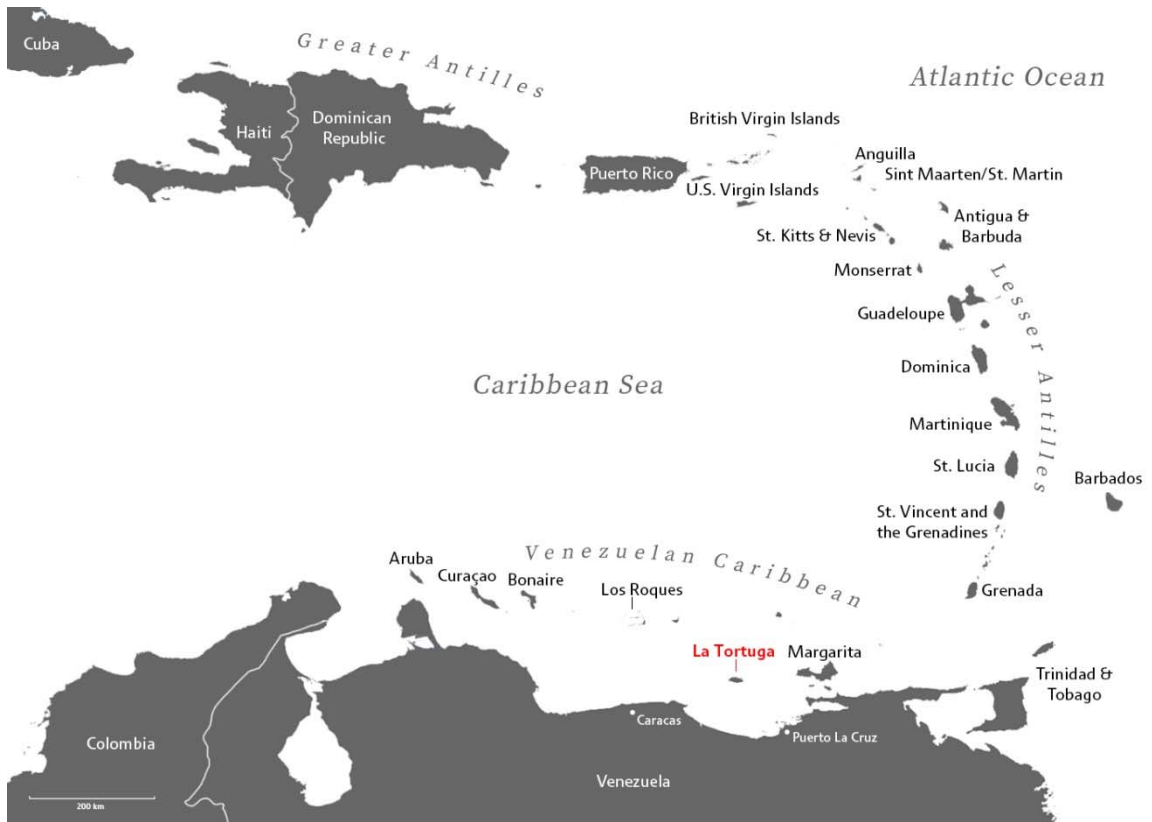 Cuba
Greater Antilles
Atlantic Ocean
Haiti
Dominican
Republic
British Virgin Islands
Anguilla
Sint Maarten/St. Martin
Puerto Rico
U.S. Virgin Islands
Antigua &
Barbuda
St. Kitts & Nevis
Monserrat
Lesser Antilles
Guadeloupe
Dominica
Caribbean Sea
Martinique
St. Lucia
Barbados
St. Vincent and
the Grenadines
Venezuelan Caribbean
Aruba
Curaçao
Bonaire
Los Roques
Grenada
La Tortuga
Margarita
Trinidad &
Tobago
Caracas
Puerto La Cruz
Colombia
Venezuela
200 km